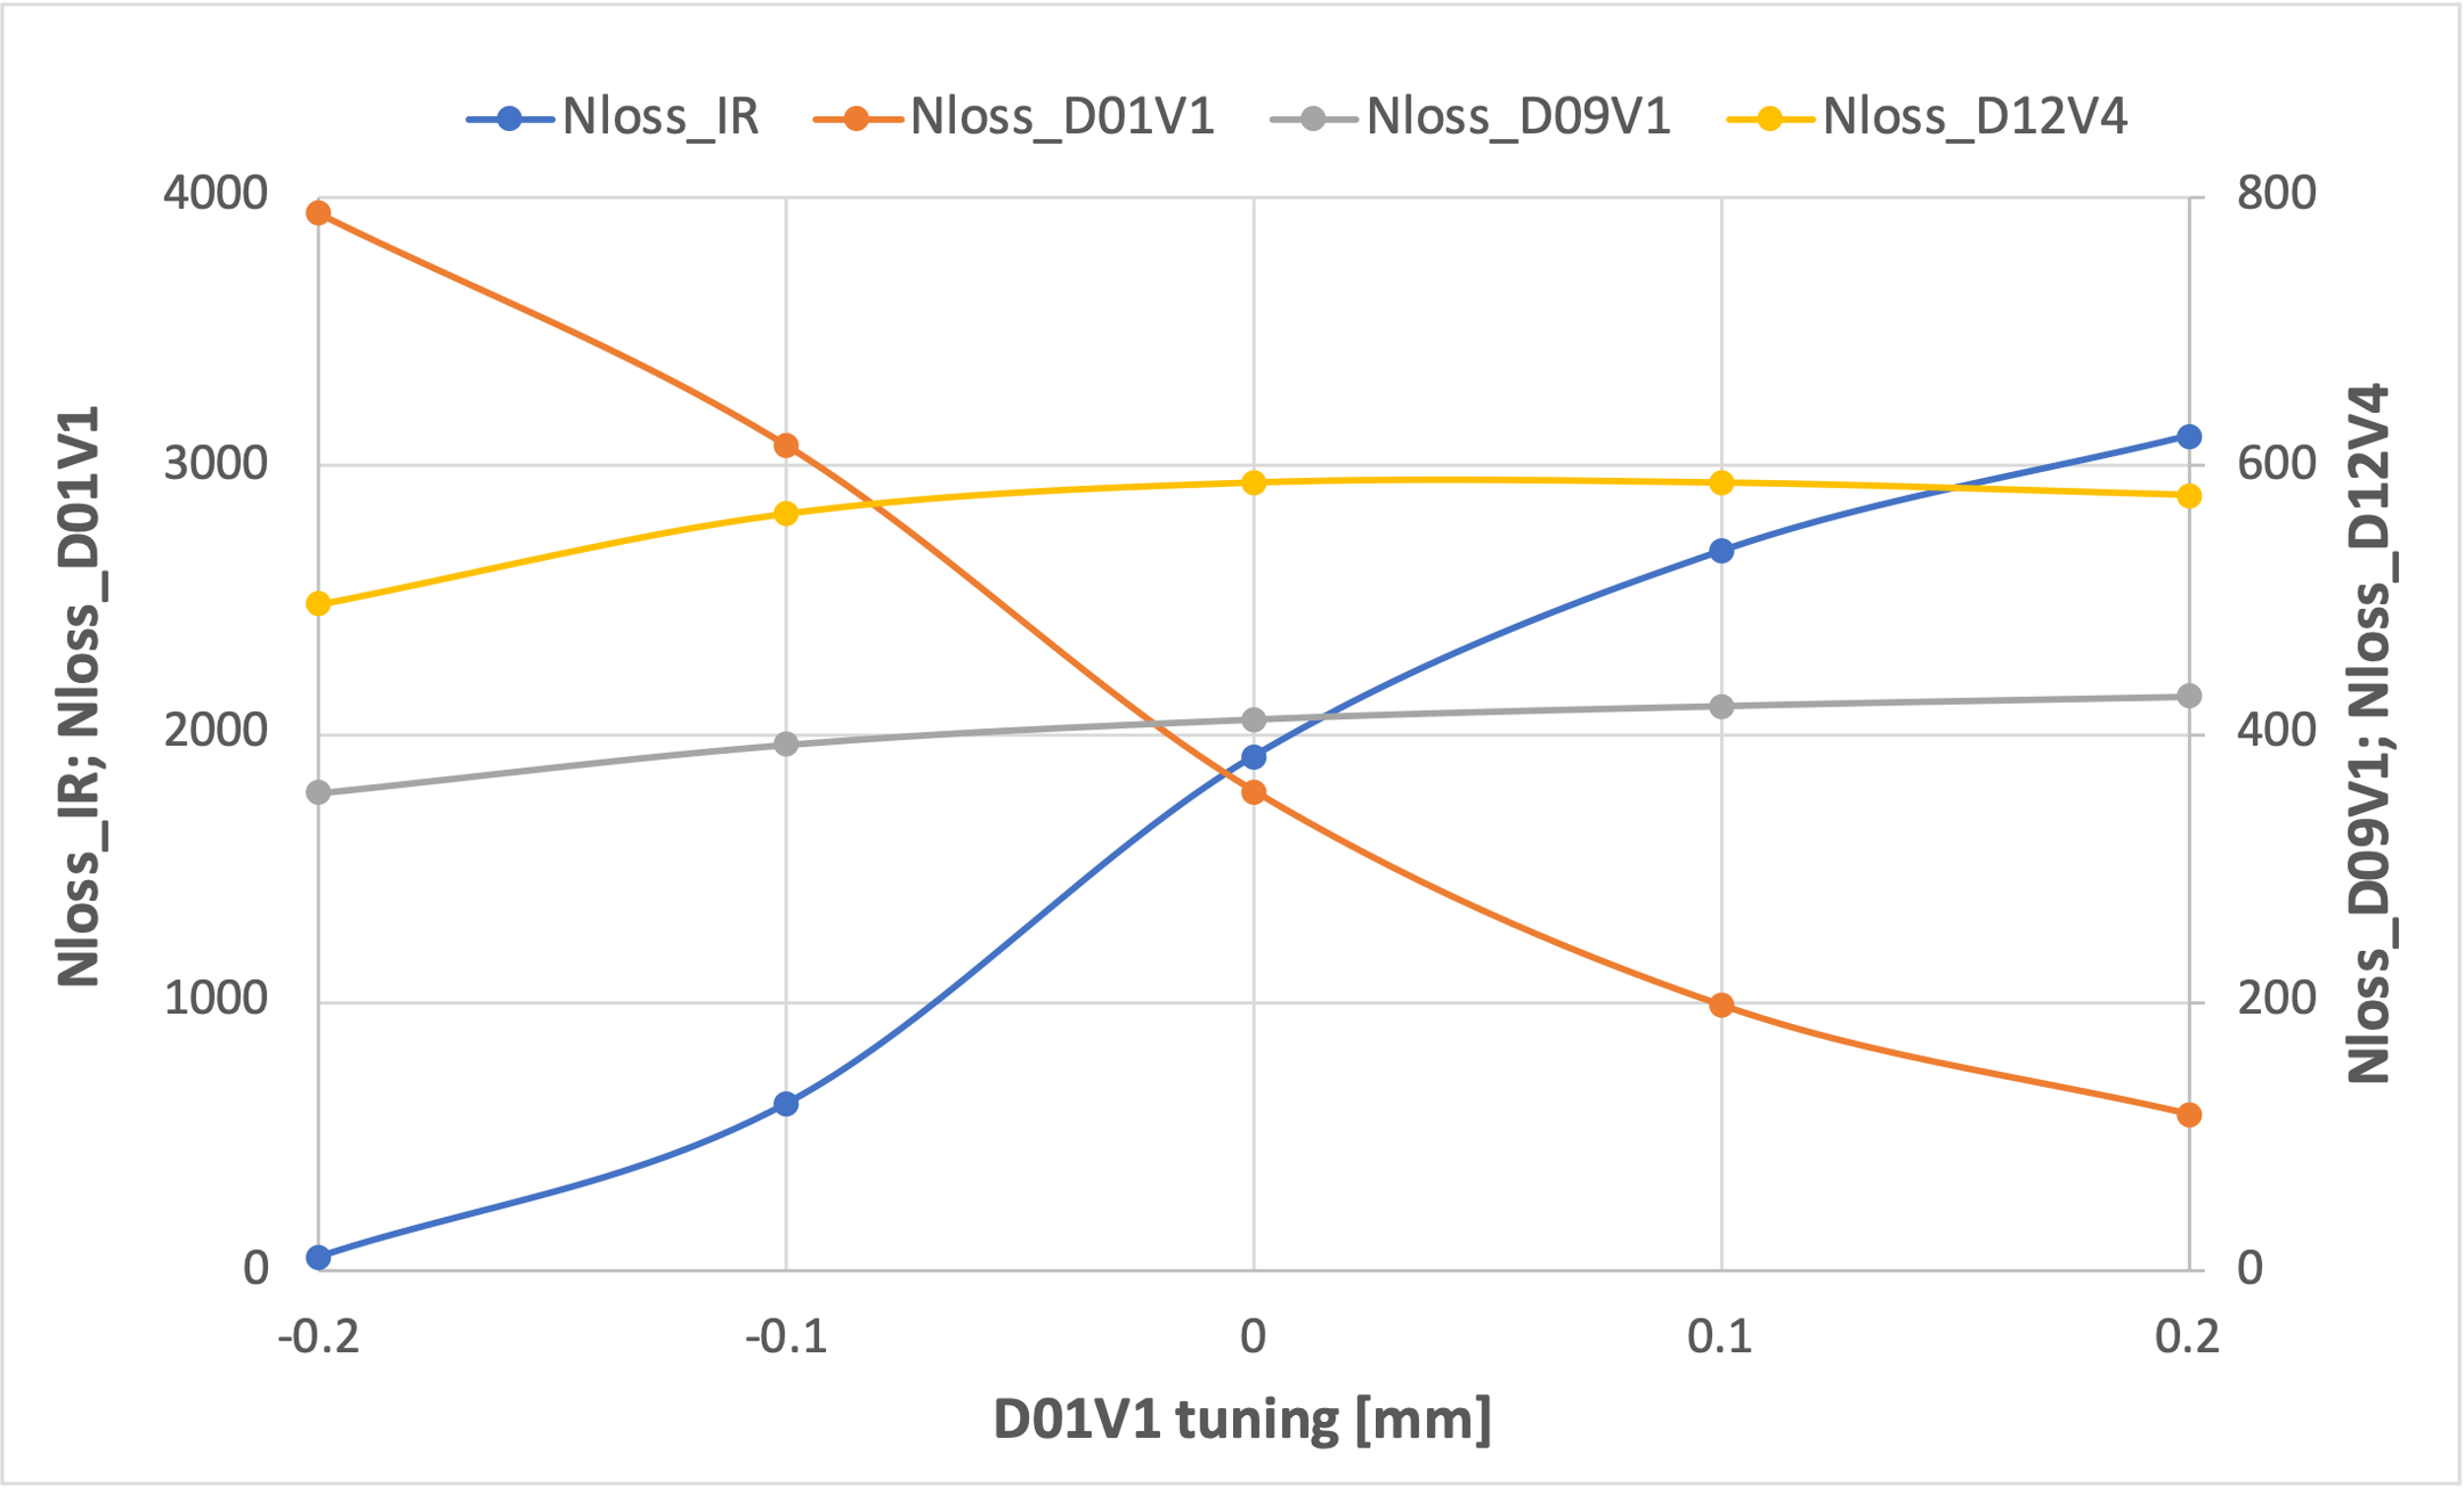 Nloss_IR Nloss_D01V1 Nloss_D09V1 Nloss_D12V4
4000
3000
2000
1000
0
Nloss_IR; Nloss_D01V1
800
600
400
200
0
Nloss_D09V1; Nloss_D12V4
-0.2 -0.1 0 0.1 0.2
D01V1 tuning [mm]